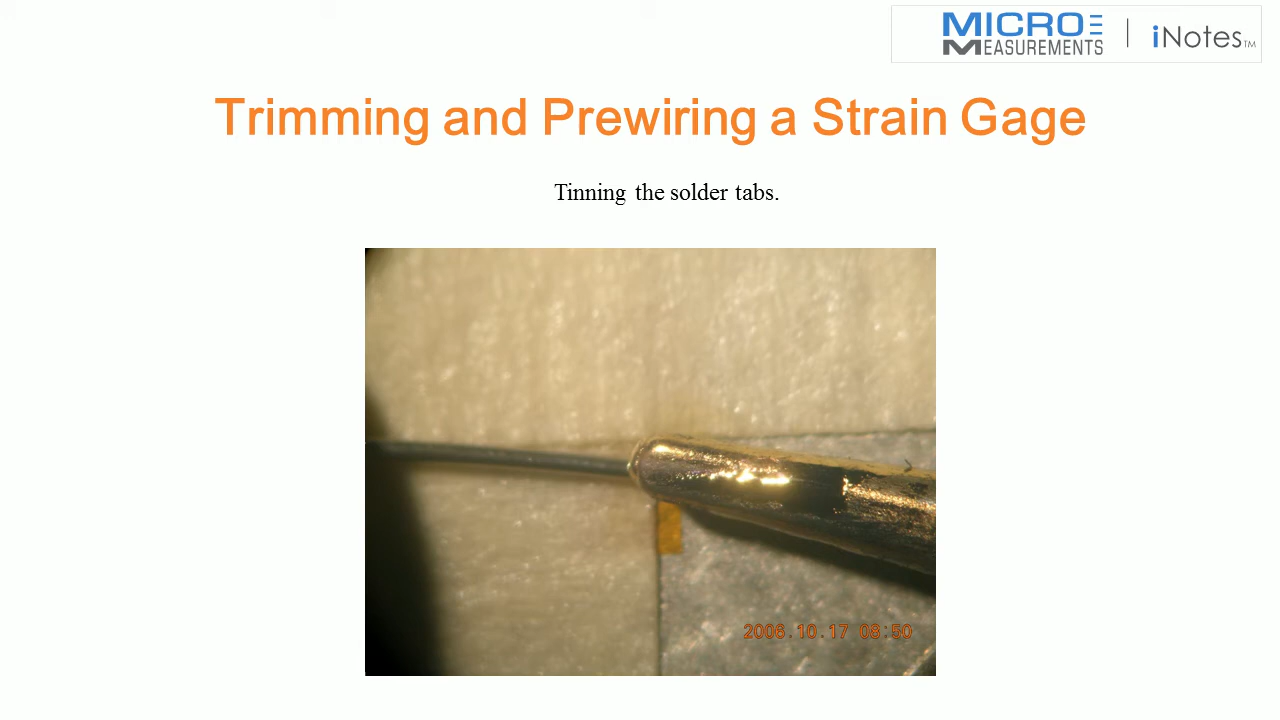 MICRO
MEASUREMENTS
iNotes™
Trimming and Prewiring a Strain Gage
Tinning the solder tabs.
2006.10.17 08:50